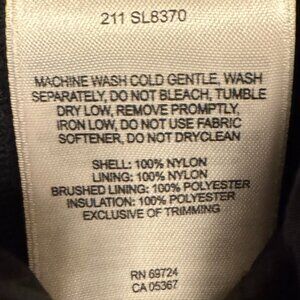 211 SL8370
MACHINE WASH COLD GENTLE, WASH
SEPARATELY, DO NOT BLEACH, TUMBLE
DRY LOW, REMOVE PROMPTLY,
IRON LOW, DO NOT USE FABRIC
SOFTENER, DO NOT DRYCLEAN
SHELL: 100% NYLON
LINING: 100% NYLON
BRUSHED LINING: 100% POLYESTER
INSULATION: 100% POLYESTER
EXCLUSIVE OF TRIMMING
RN 69724
CA 05367